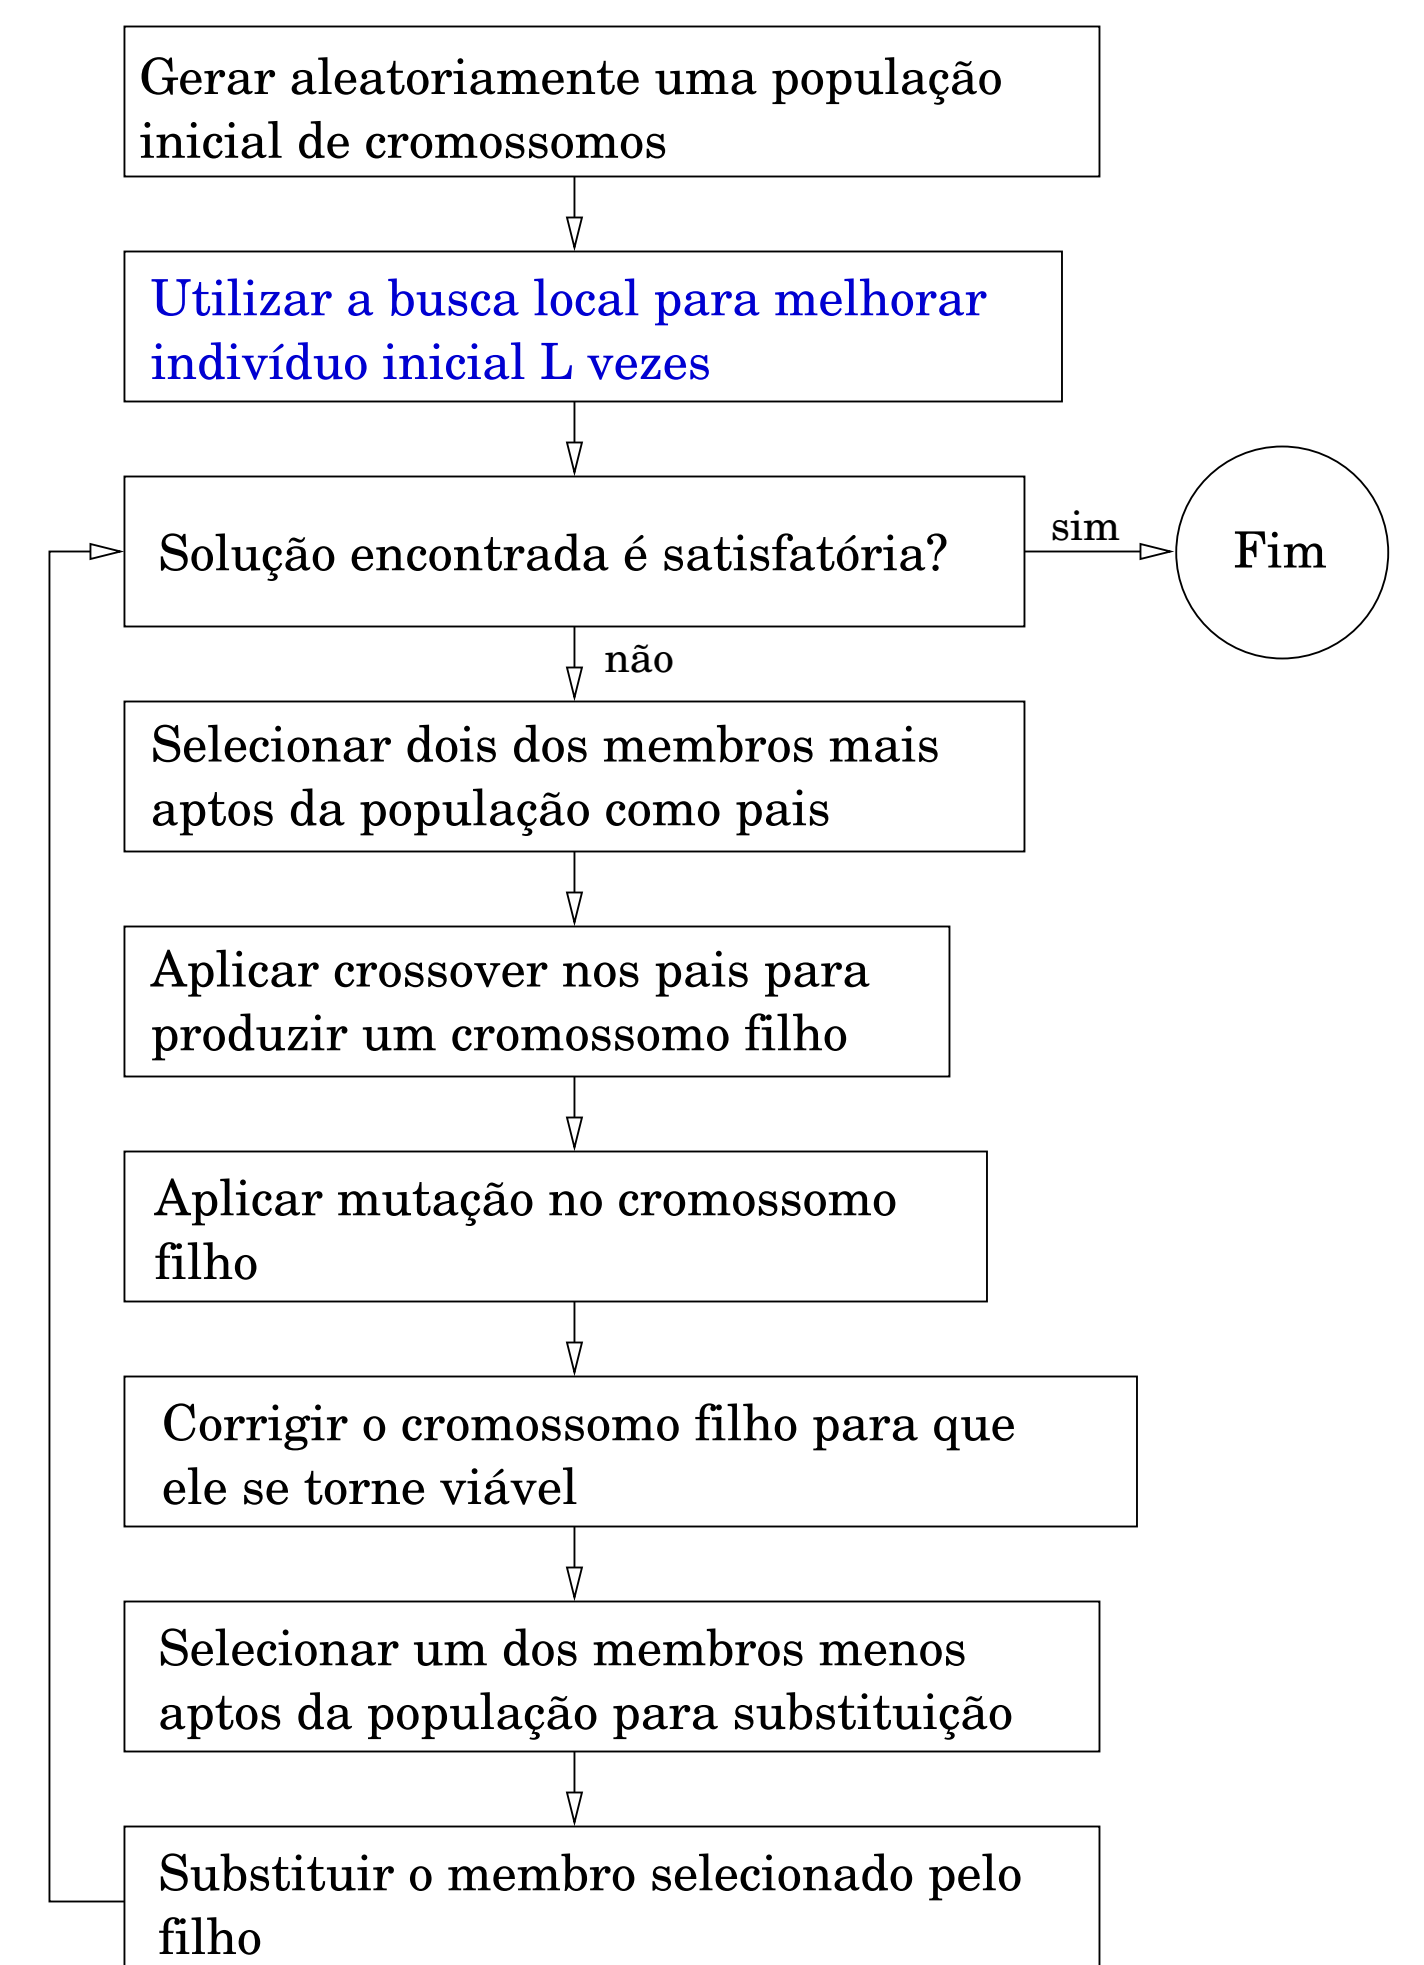 Gerar aleatoriamente uma população
inicial de cromossomos
Utilizar a busca local para melhorar
indivíduo inicial L vezes
Solução encontrada é satisfatória?
sim
Fim
não
Selecionar dois dos membros mais
aptos da população como pais
Aplicar crossover nos pais para
produzir um cromossomo filho
Aplicar mutação no cromossomo
filho
Corrigir o cromossomo filho para que
ele se torne viável
Selecionar um dos membros menos
aptos da população para substituição
Substituir o membro selecionado pelo
filho